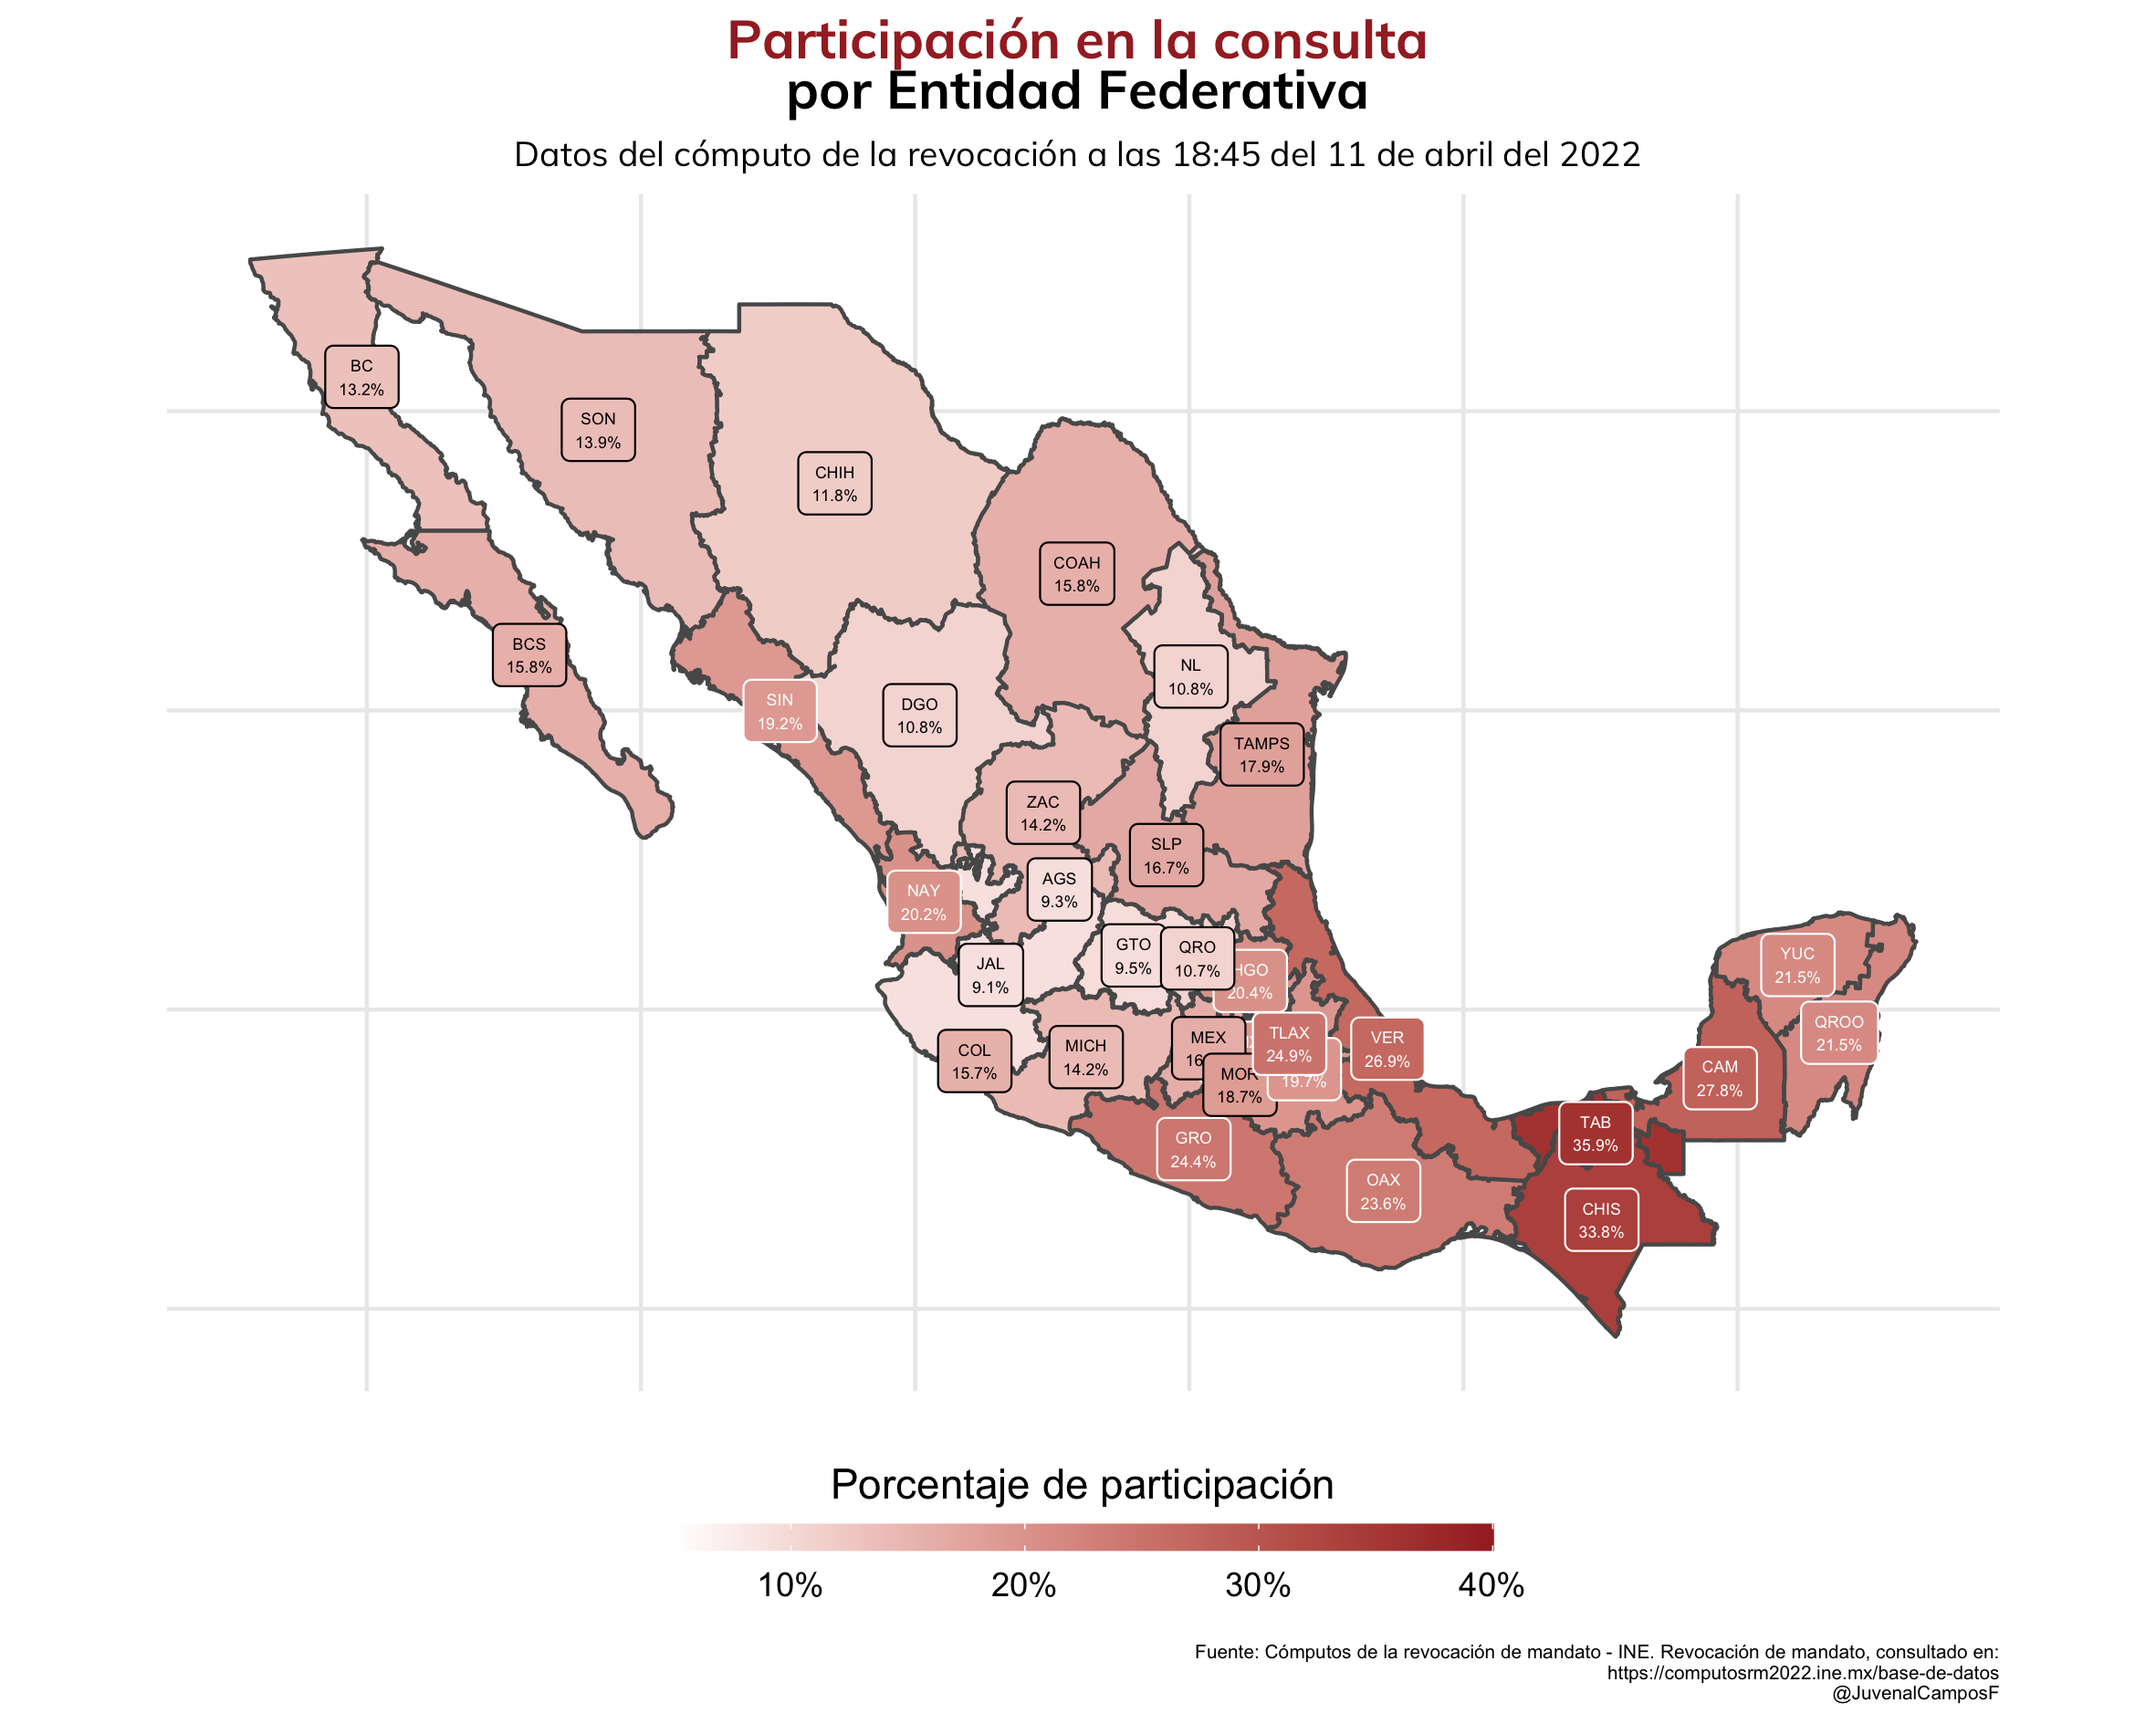 Participación en la consulta
por Entidad Federativa
Datos del cómputo de la revocación a las 18:45 del 11 de abril del 2022
BC
13.2%
SON
13.9%
CHIH
11.8%
COAH
15.8%
BCS
15.8%
NL
10.8%
SIN
19.2%
DGO
10.8%
TAMPS
17.9%
ZAC
14.2%
SLP
16.7%
AGS
9.3%
NAY
20.2%
GTO
9.5%
QRO
10.7%
HGO
20.4%
JAL
9.1%
YUC
21.5%
QROO
21.5%
COL
15.7%
MICH
14.2%
MEX
TLAX
24.9%
19.7%
VER
26.9%
MOR
18.7%
CAM
27.8%
TAB
35.9%
GRO
24.4%
OAX
23.6%
CHIS
33.8%
Porcentaje de participación
10% 20% 30% 40%
Fuente: Cómputos de la revocación de mandato - INE. Revocación de mandato, consultado en:
https://computosrm2022.ine.mx/base-de-datos
@JuvenalCamposF